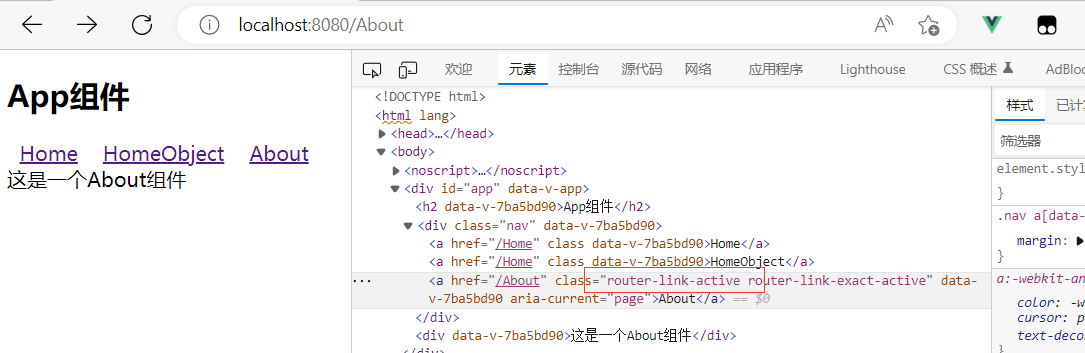 localhost:8080/About
App组件
Home HomeObject About
这是一个About组件
欢迎 元素 控制台 源代码 网络 应用程序 Lighthouse CSS 概述 AdBlo
<!DOCTYPE html>
<html lang>
<head>…</head>
<body>
<noscript>…</noscript>
<div id="app" data-v-app>
<h2 data-v-7ba5bd90>App组件</h2>
<div class="nav" data-v-7ba5bd90>
<a href="/Home" class data-v-7ba5bd90>Home</a>
<a href="/Home" class data-v-7ba5bd90>HomeObject</a>
<a href="/About" class="router-link-active router-link-exact-active" data-
v-7ba5bd90 aria-current="page">About</a> == $0
</div>
<div data-v-7ba5bd90>这是一个About组件</div>
</div>
样式 已计
筛选器
element.styl
}
.nav a[data-
margin:
}
a:-webkit-an
color: -w
cursor: p
text-deco
}